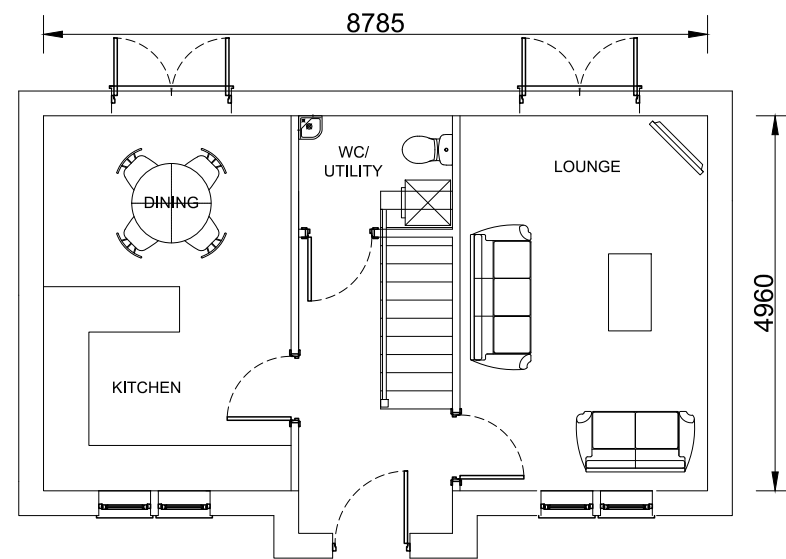 8785
WC/
UTILITY
LOUNGE
DINING
4960
KITCHEN